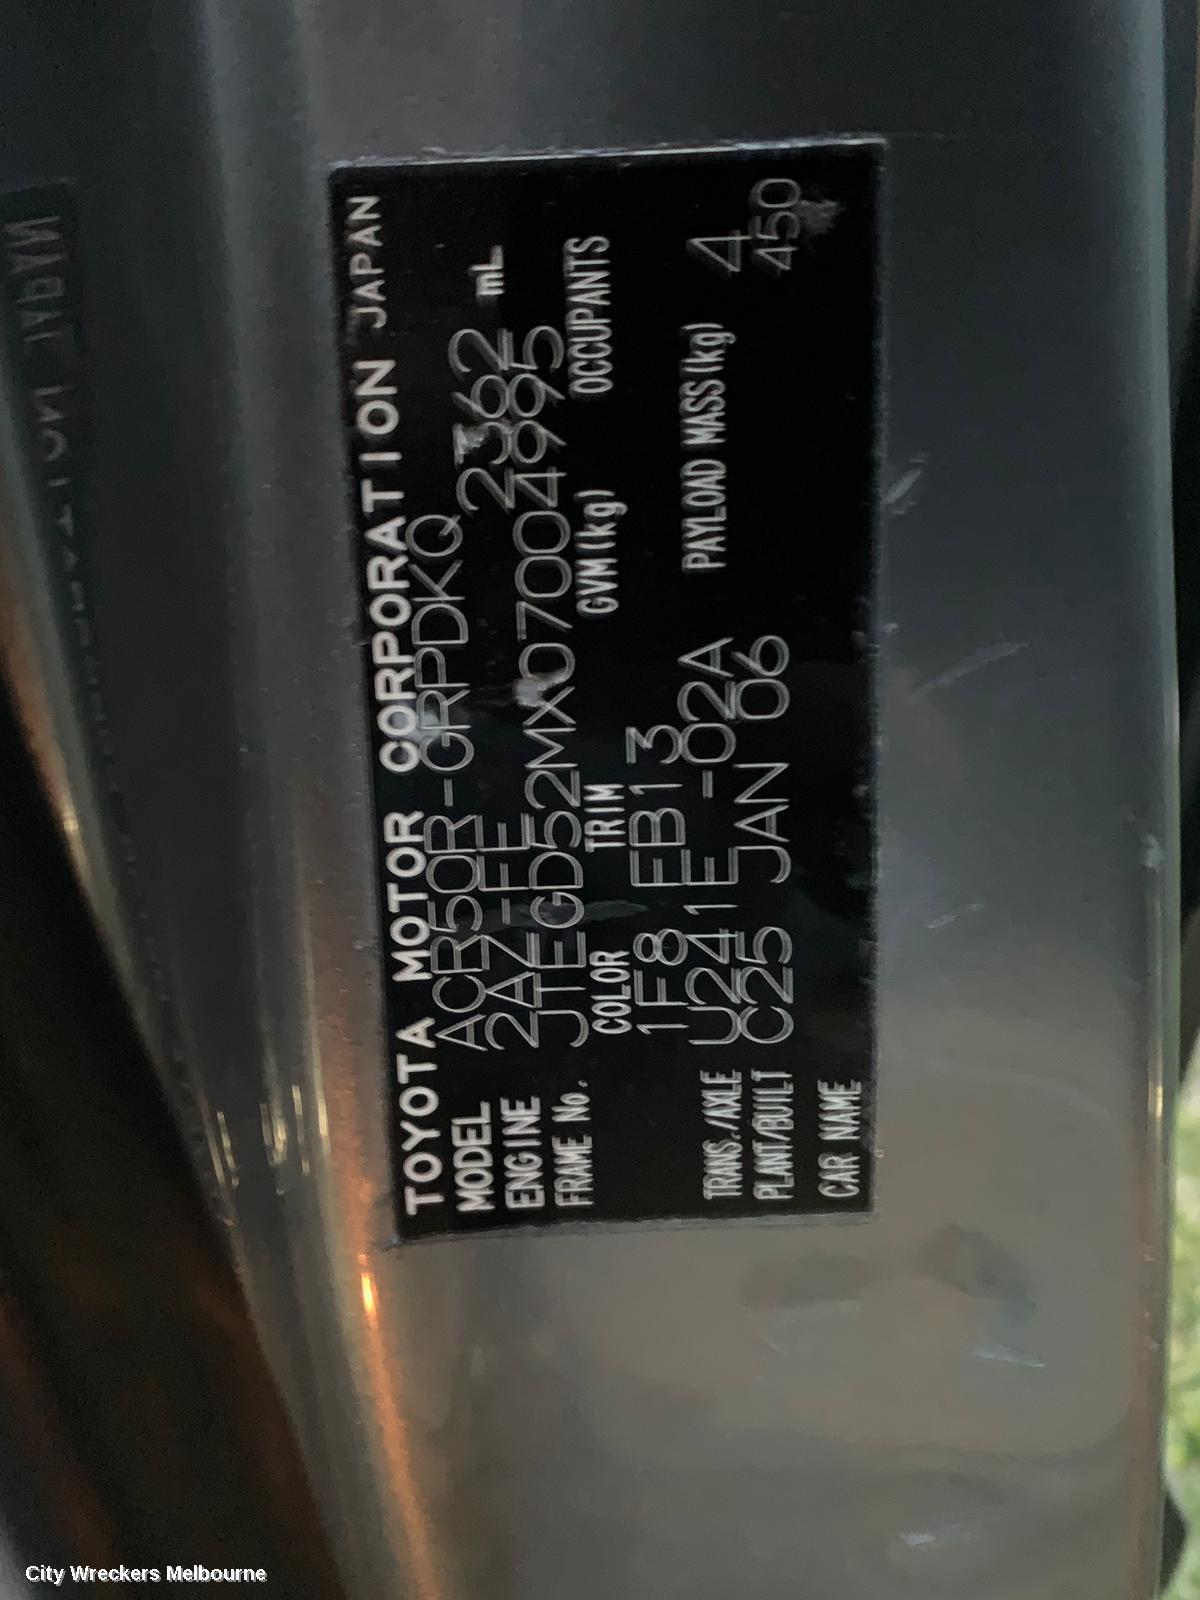 TOYOTA MOTOR CORPORATION JAPAN
MODEL ACR50R-GRPDKQ
ENGINE 2AZ-FE 2362 mL
FRAME No. JTEGD52MX07004995
COLOR TRIM GVM(kg) OCCUPANTS
1F8 EB13
TRANS./AXLE U241E -02A PAYLOAD MASS(kg) 4
PLANT/BUILT C25 JAN 06 450
CAR NAME
City Wreckers Melbourne